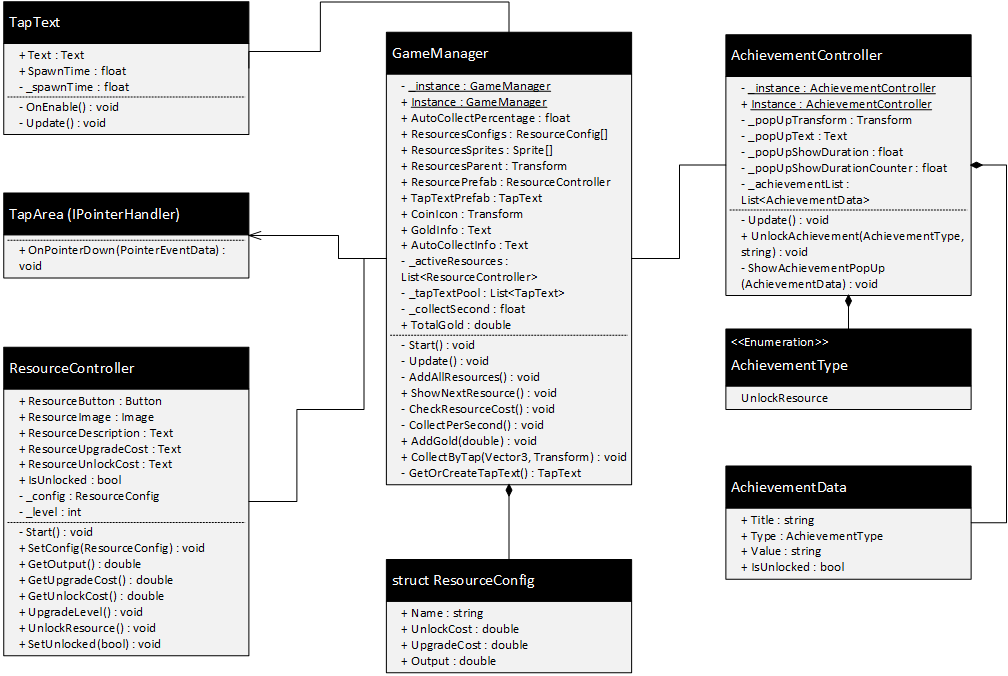 TapText
+ Text : Text
+ SpawnTime : float
- _spawnTime : float
- OnEnable() : void
- Update() : void
TapArea (IPointerHandler)
+ OnPointerDown(PointerEventData) :
void
ResourceController
+ ResourceButton : Button
+ ResourceImage : Image
+ ResourceDescription : Text
+ ResourceUpgradeCost : Text
+ ResourceUnlockCost : Text
+ IsUnlocked : bool
- _config : ResourceConfig
- _level : int
- Start() : void
+ SetConfig(ResourceConfig) : void
+ GetOutput() : double
+ GetUpgradeCost() : double
+ GetUnlockCost() : double
+ UpgradeLevel() : void
+ UnlockResource() : void
+ SetUnlocked(bool) : void
GameManager
- _instance : GameManager
+ Instance : GameManager
+ AutoCollectPercentage : float
+ ResourcesConfigs : ResourceConfig[]
+ ResourcesSprites : Sprite[]
+ ResourcesParent : Transform
+ ResourcePrefab : ResourceController
+ TapTextPrefab : TapText
+ CoinIcon : Transform
+ GoldInfo : Text
+ AutoCollectInfo : Text
- _activeResources :
List<ResourceController>
- _tapTextPool : List<TapText>
- _collectSecond : float
+ TotalGold : double
- Start() : void
- Update() : void
- AddAllResources() : void
+ ShowNextResource() : void
- CheckResourceCost() : void
- CollectPerSecond() : void
+ AddGold(double) : void
+ CollectByTap(Vector3, Transform) : void
- GetOrCreateTapText() : TapText
struct ResourceConfig
+ Name : string
+ UnlockCost : double
+ UpgradeCost : double
+ Output : double
AchievementController
- _instance : AchievementController
+ Instance : AchievementController
- _popUpTransform : Transform
- _popUpText : Text
- _popUpShowDuration : float
- _popUpShowDurationCounter : float
- _achievementList :
List<AchievementData>
- Update() : void
+ UnlockAchievement(AchievementType,
string) : void
- ShowAchievementPopUp
(AchievementData) : void
<<Enumeration>>
AchievementType
UnlockResource
AchievementData
+ Title : string
+ Type : AchievementType
+ Value : string
+ IsUnlocked : bool